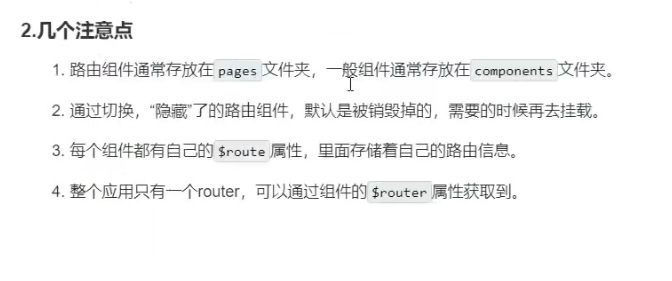 2.几个注意点
1. 路由组件通常存放在pages文件夹，一般组件通常存放在components文件夹。
2. 通过切换，“隐藏”了的路由组件，默认是被销毁掉的，需要的时候再去挂载。
3. 每个组件都有自己的$route属性，里面存储着自己的路由信息。
4. 整个应用只有一个router，可以通过组件的$router属性获取到。